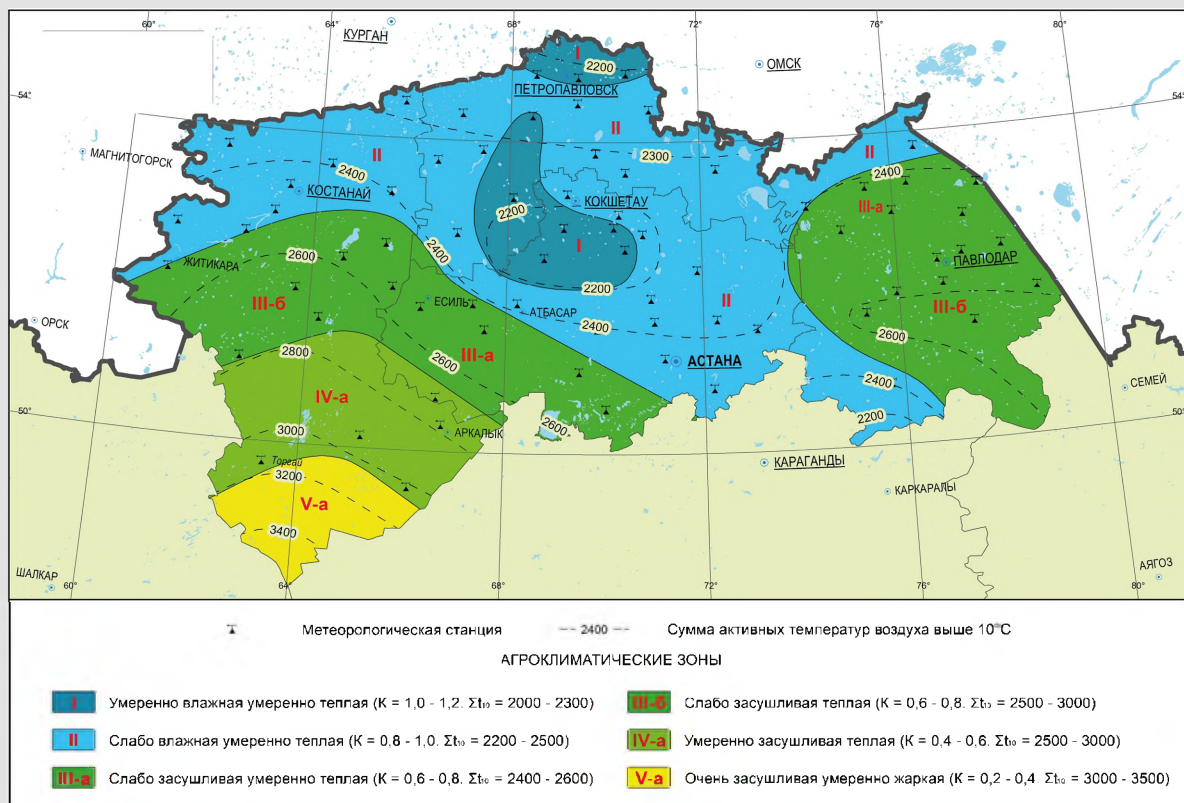 60° 64° 68° 72° 76° 80°
КУРГАН
I
2200
ОМСК
54° 54°
ПЕТРОПАВЛОВСК
II
МАГНИТОГОРСК
II
2300
II
2400
2400
КОСТАНАЙ
КОКШЕТАУ
III-а
2200
I
2400
2600
ЖИТИКАРА
ПАВЛОДАР
2200
III-б
ЕСИЛЬ
II
III-б
АТБАСАР
ОРСК
2400
2600
2800
III-а
АСТАНА
2600
2400
СЕМЕЙ
IV-а
50° 50°
2200
3000
АРКАЛЫК
2600
Торгай
КАРАГАНДЫ
3200
КАРКАРАЛЫ
V-а
3400
ШАЛКАР
АЯГОЗ
60° 64° 68° 72° 76° 80°
Метеорологическая станция
2400 Сумма активных температур воздуха выше 10°С
АГРОКЛИМАТИЧЕСКИЕ ЗОНЫ
I Умеренно влажная умеренно теплая (К = 1,0 - 1,2. Σt₁₀ = 2000 - 2300)
II Слабо влажная умеренно теплая (К = 0,8 - 1,0. Σt₁₀ = 2200 - 2500)
III-а Слабо засушливая умеренно теплая (К = 0,6 - 0,8. Σt₁₀ = 2400 - 2600)
III-б Слабо засушливая теплая (К = 0,6 - 0,8. Σt₁₀ = 2500 - 3000)
IV-а Умеренно засушливая теплая (К = 0,4 - 0,6. Σt₁₀ = 2500 - 3000)
V-а Очень засушливая умеренно жаркая (К = 0,2 - 0,4. Σt₁₀ = 3000 - 3500)